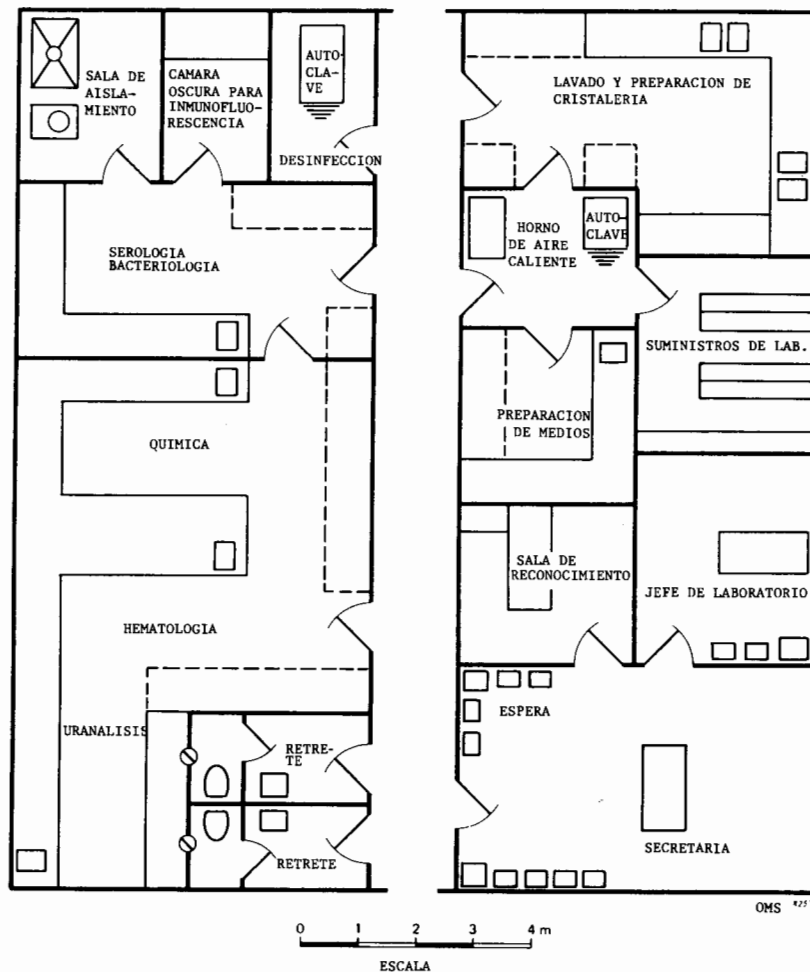 SALA DE
AISLA-
MIENTO
CAMARA
OSCURA PARA
INMUNOFLUO-
RESCENCIA
AUTO-
CLA-
VE
DESINFECCION
LAVADO Y PREPARACION DE
CRISTALERIA
SEROLOGIA
BACTERIOLOGIA
HORNO
DE AIRE
CALIENTE
AUTO-
CLAVE
SUMINISTROS DE LAB.
QUIMICA
PREPARACION
DE MEDIOS
SALA DE
RECONOCIMIENTO
JEFE DE LABORATORIO
HEMATOLOGIA
URANALISIS
RETRE-
TE
RETRETE
ESPERA
SECRETARIA
OMS
0 1 2 3 4 m
ESCALA